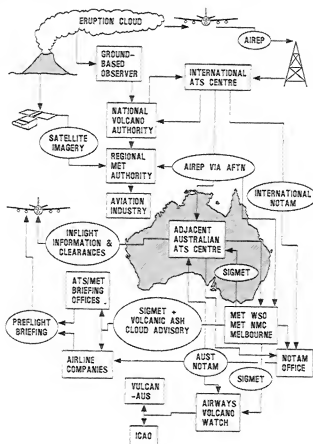 ERUPTION CLOUD
AIREP
GROUND-
BASED
OBSERVER
INTERNATIONAL
ATS CENTRE
NATIONAL
VOLCANO
AUTHORITY
SATELLITE
IMAGERY
REGIONAL
MET
AUTHORITY
AIREP VIA AFTN
AVIATION
INDUSTRY
INTERNATIONAL
NOTAM
INFLIGHT
INFORMATION &
CLEARANCES
ADJACENT
AUSTRALIAN
ATS CENTRE
SIGMET
ATS/MET
BRIEFING
OFFICES
SIGMET +
VOLCANIC ASH
CLOUD ADVISORY
MET WSO
MET NMC
MELBOURNE
PREFLIGHT
BRIEFING
AIRLINE
COMPANIES
AUST
NOTAM
NOTAM
OFFICE
VULCAN
-AUS
SIGMET
AIRWAYS
VOLCANO
WATCH
ICAO